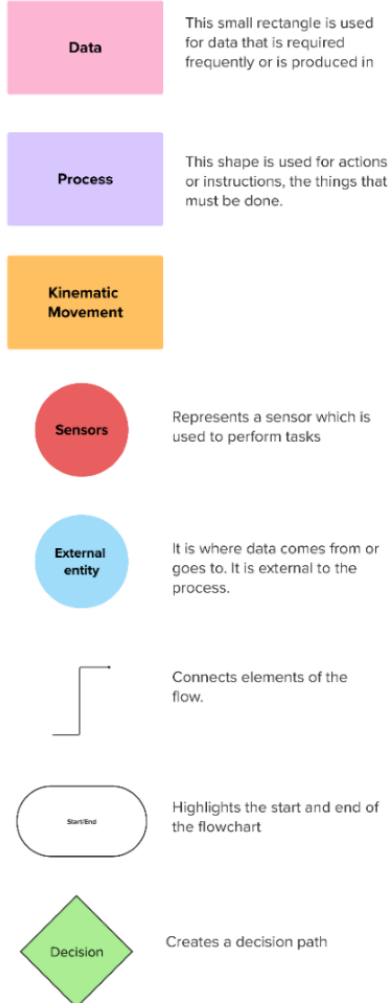 Data
This small rectangle is used
for data that is required
frequently or is produced in
Process
This shape is used for actions
or instructions, the things that
must be done.
Kinematic
Movement
Sensors
Represents a sensor which is
used to perform tasks
External
entity
It is where data comes from or
goes to. It is external to the
process.
Connects elements of the
flow.
Start/End
Highlights the start and end of
the flowchart
Decision
Creates a decision path